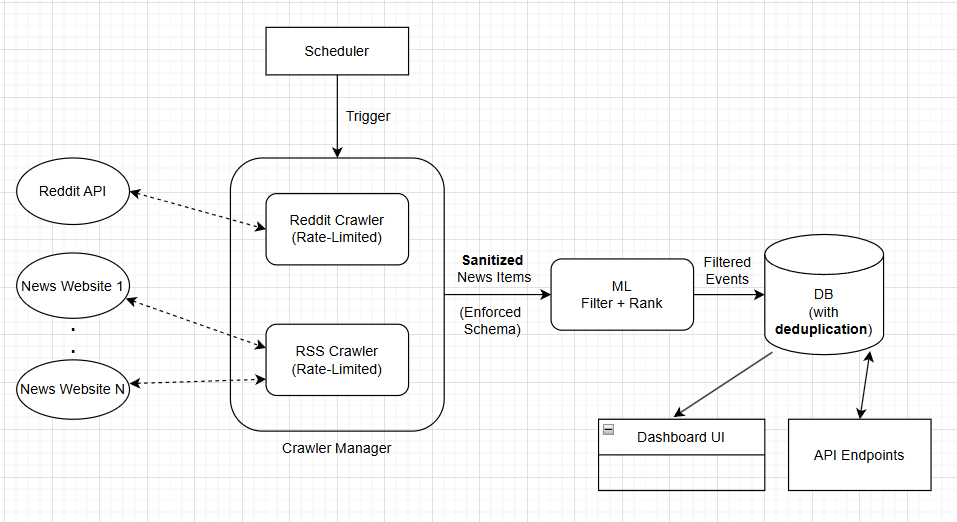 Scheduler
Trigger
Reddit API
Reddit Crawler
(Rate-Limited)
News Website 1
.
.
News Website N
RSS Crawler
(Rate-Limited)
Crawler Manager
Sanitized
News Items
(Enforced
Schema)
ML
Filter + Rank
Filtered
Events
DB
(with
deduplication)
Dashboard UI
API Endpoints